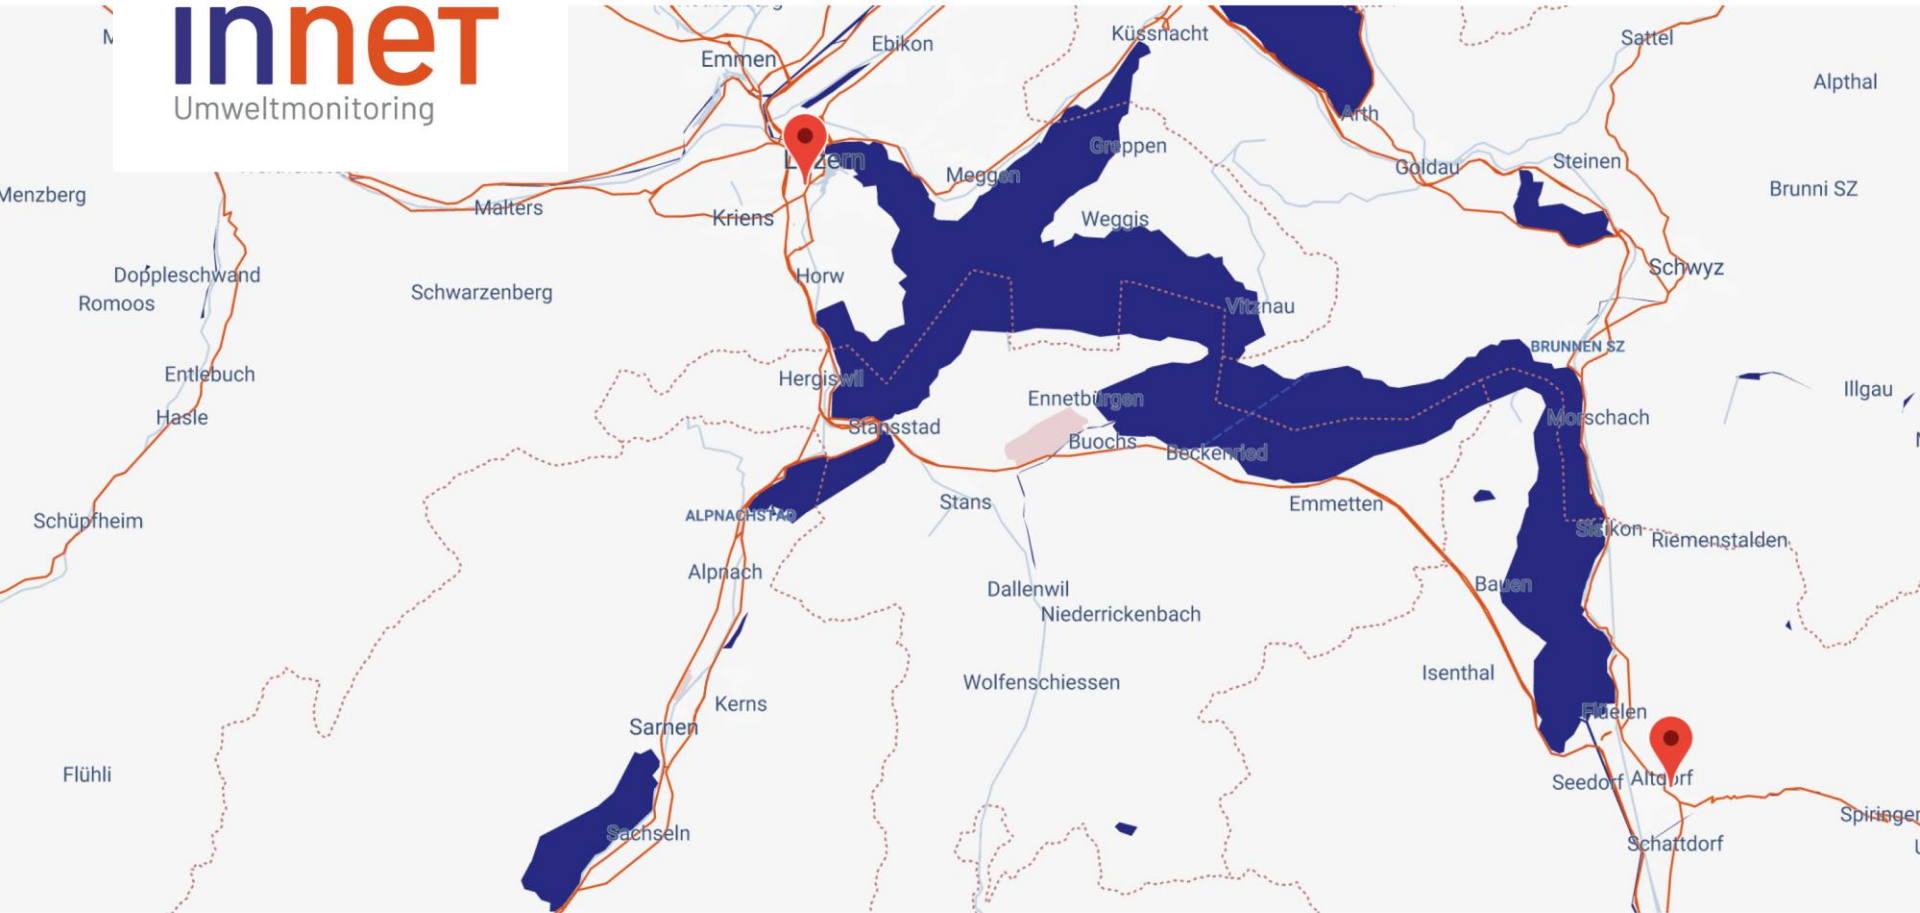 innet
Umweltmonitoring
Emmen
Ebikon
Küssnacht
Sattel
Alpthal
Arth
Luzern
Greppen
Meggen
Goldau
Steinen
Brunni SZ
Menzberg
Malters
Kriens
Weggis
Doppleschwand
Romoos
Schwarzenberg
Horw
Schwyz
Vitznau
BRUNNEN SZ
Entlebuch
Hergiswil
Illgau
Hasle
Ennetbürgen
Stansstad
Buochs
Morschach
Beckenried
Schüpfheim
ALPNACHSTAD
Stans
Emmetten
Sisikon
Riemenstalden
Alpnach
Dallenwil
Bauen
Niederrickenbach
Isenthal
Wolfenschiessen
Kerns
Sarnen
Flüelen
Flühli
Seedorf
Altdorf
Sachseln
Schattdorf